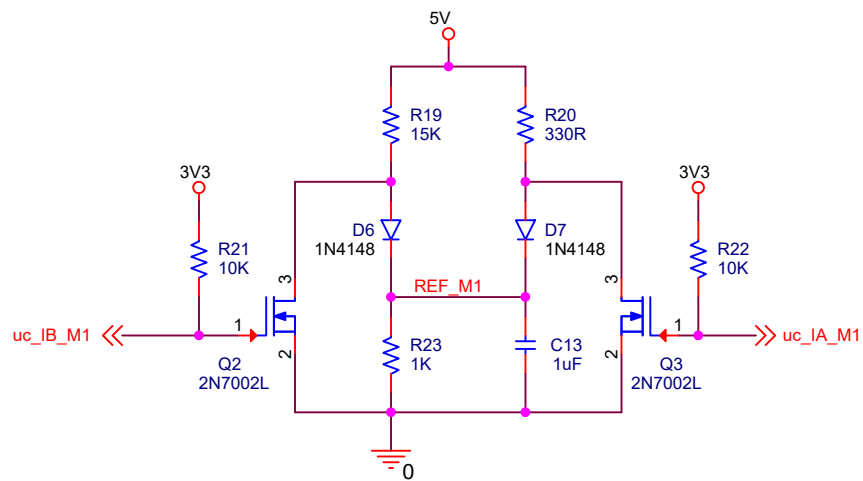 5V
R19
15K
R20
330R
3V3
3V3
R21
10K
D6
1N4148
D7
1N4148
R22
10K
3
REF_M1
3
uc_IB_M1
1
1
uc_IA_M1
2
R23
1K
C13
1uF
2
Q2
2N7002L
Q3
2N7002L
0